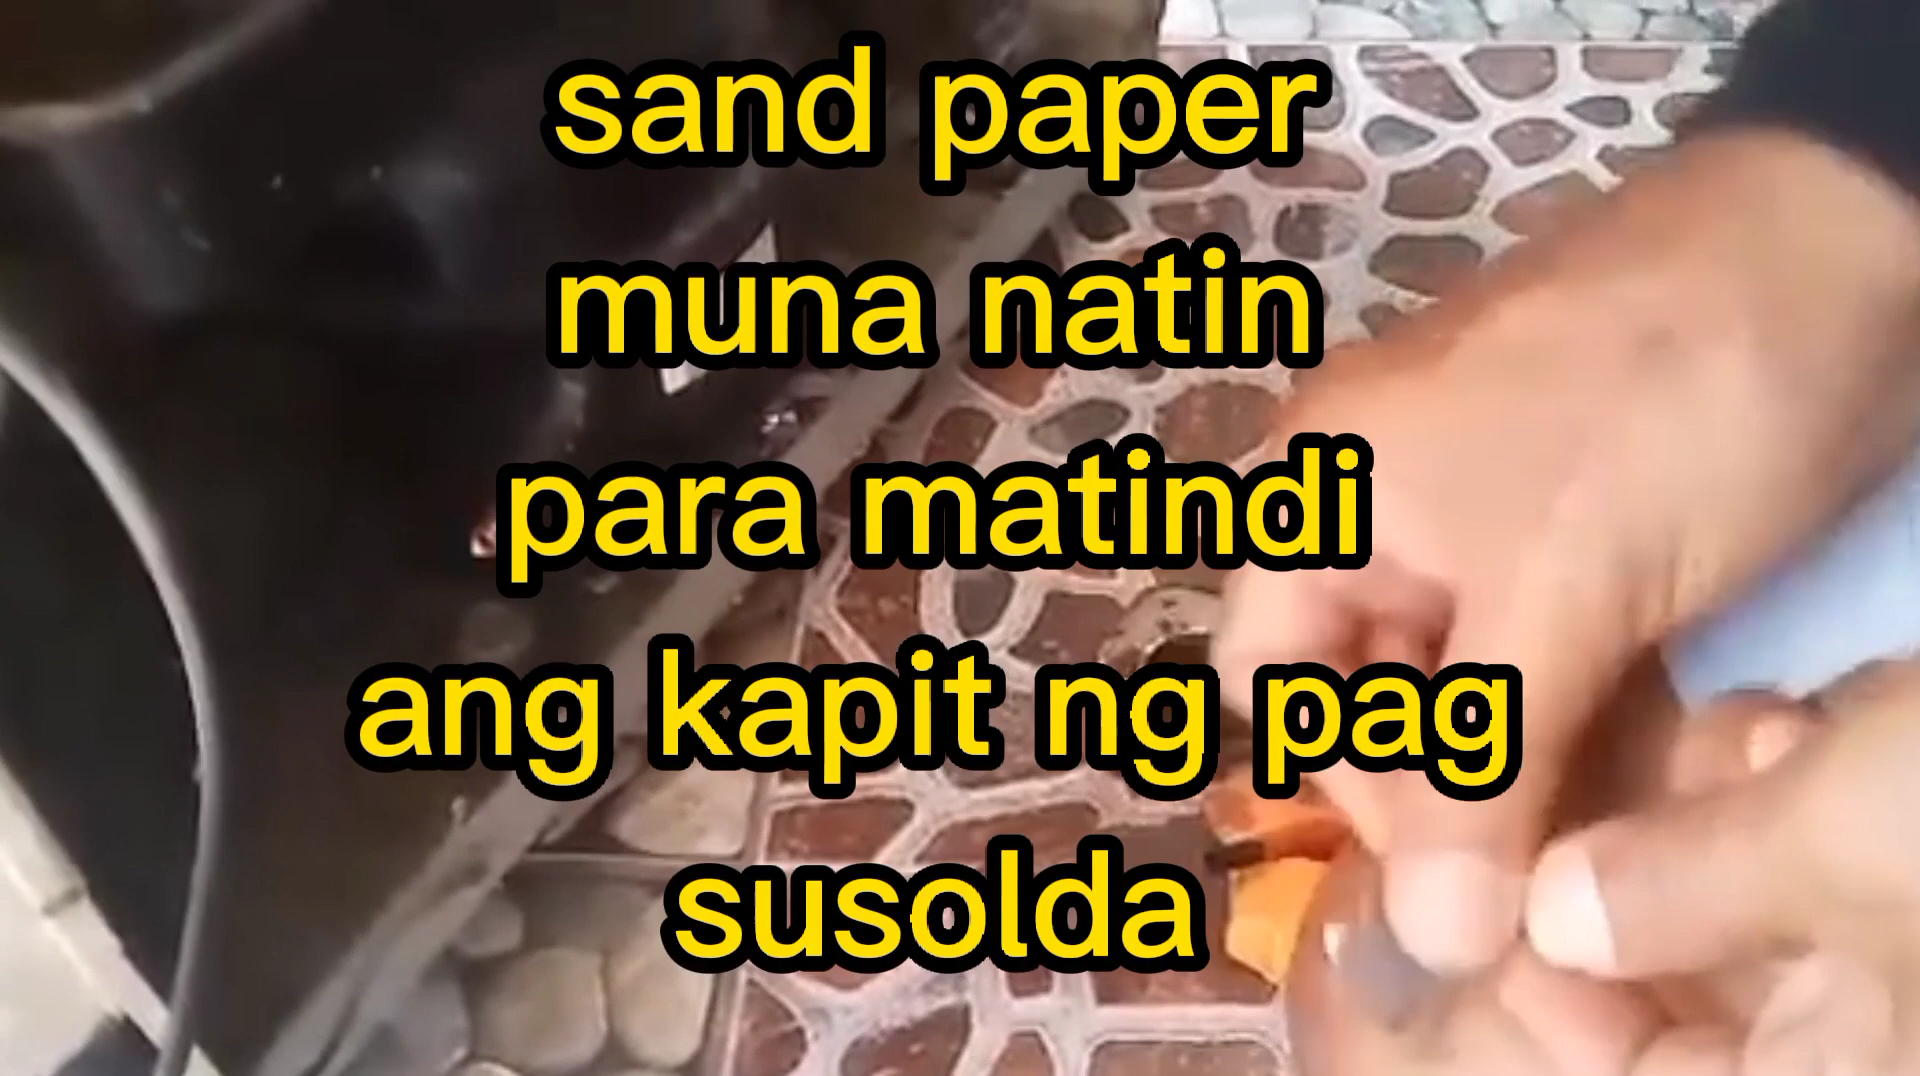 sand paper
muna natin
para matindi
ang kapit ng pag
susolda